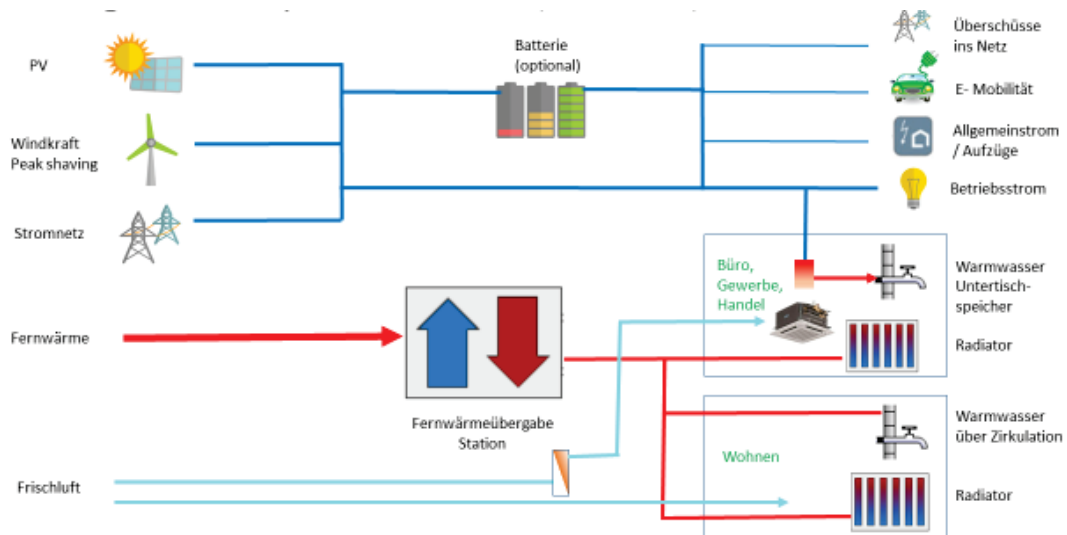 PV
Windkraft
Peak shaving
Stromnetz
Fernwärme
Frischluft
Batterie
(optional)
Fernwärmeübergabe
Station
Büro,
Gewerbe,
Handel
Wohnen
Überschüsse
ins Netz
E- Mobilität
Allgemeinstrom
/ Aufzüge
Betriebsstrom
Warmwasser
Untertisch-
speicher
Radiator
Warmwasser
über Zirkulation
Radiator